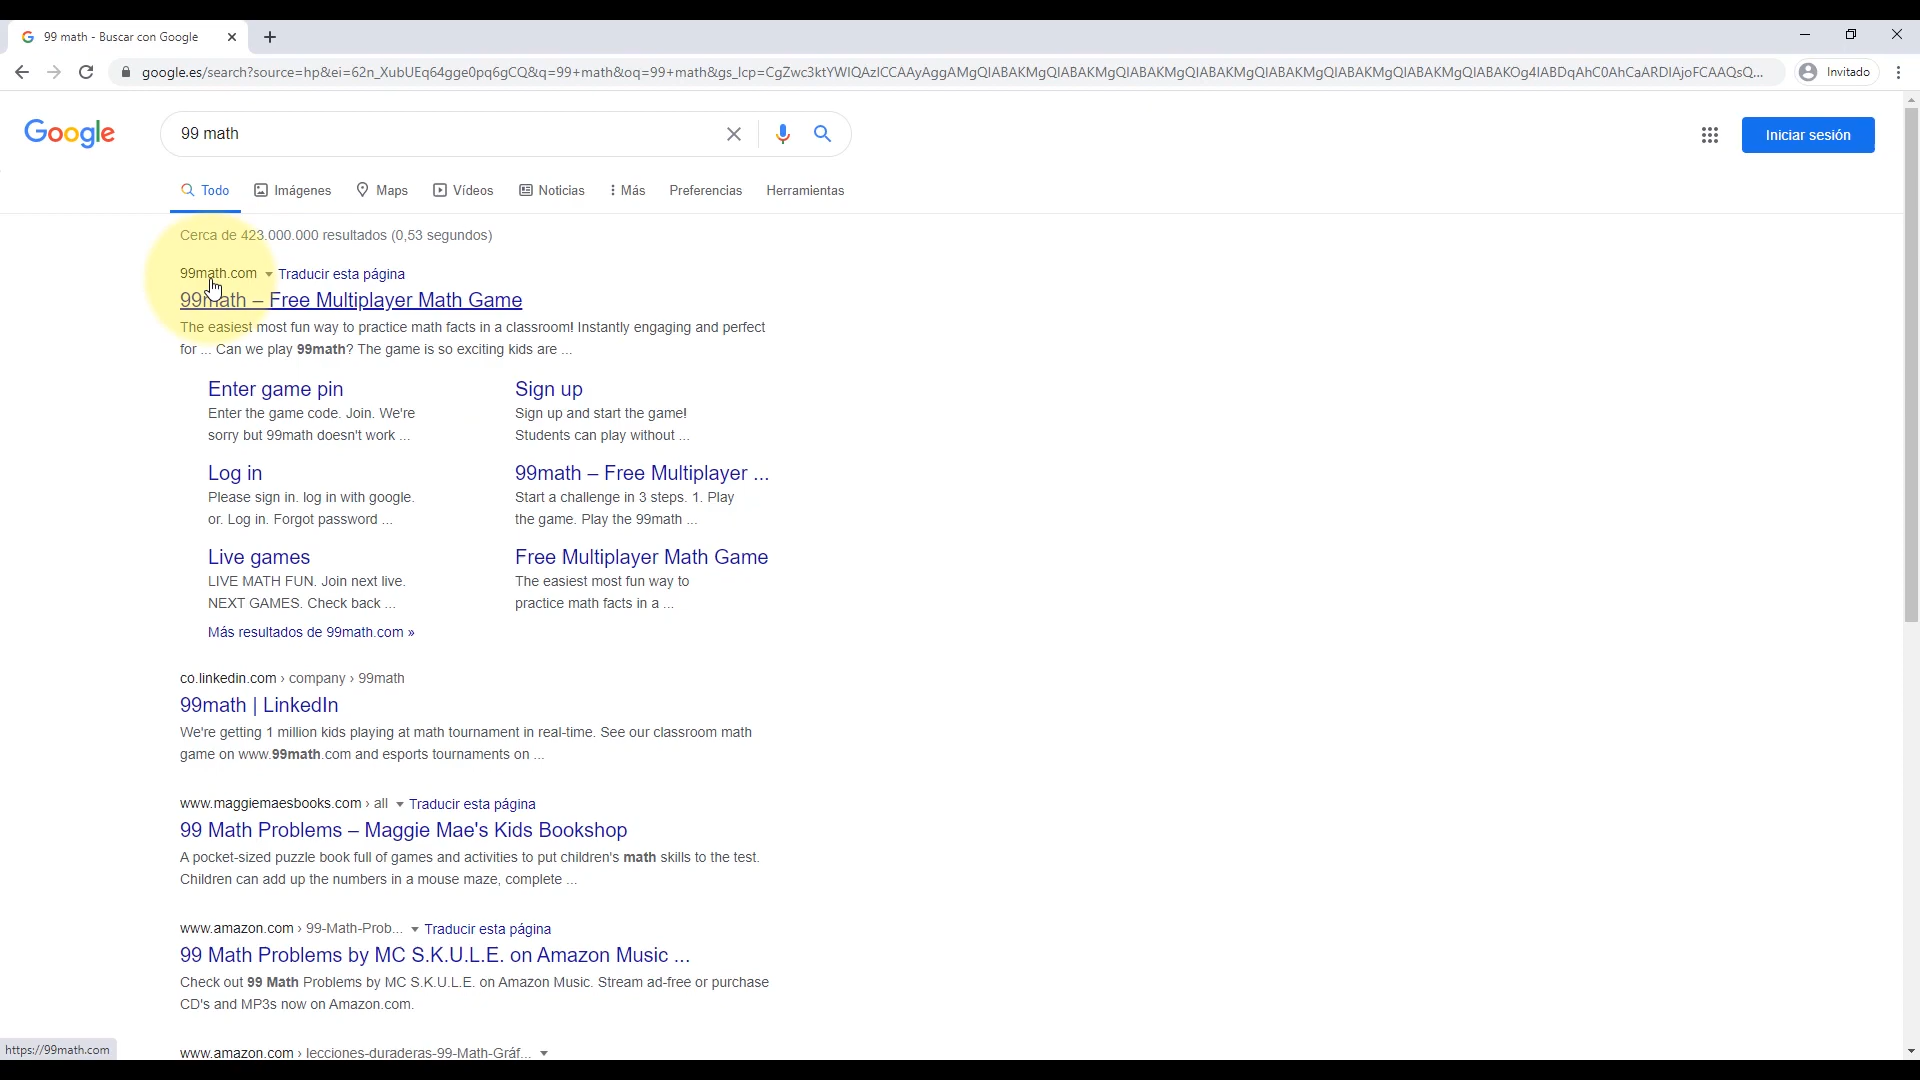 99 math - Buscar con Google
google.es/search?source=hp&ei=62n_XubUEq64gge0pq6gCQ&q=99+math&oq=99+math&gs_lcp=CgZwc3ktYWIQAzICCAAyAggAMgQIABAKMgQIABAKMgQIABAKMgQIABAKMgQIABAKMgQIABAKMgQIABAKMgQIABAKOg4IABDqAhC0AhCaARDlAjoFCAAQsQ...
Invitado
Google
99 math
Iniciar sesión
Todo
Imágenes
Maps
Vídeos
Noticias
Más
Preferencias
Herramientas
Cerca de 423.000.000 resultados (0,53 segundos)
99math.com Traducir esta página
99math – Free Multiplayer Math Game
The easiest most fun way to practice math facts in a classroom! Instantly engaging and perfect
for ... Can we play 99math? The game is so exciting kids are ...
Enter game pin
Enter the game code. Join. We're
sorry but 99math doesn't work ...
Sign up
Sign up and start the game!
Students can play without ...
Log in
Please sign in. log in with google.
or. Log in. Forgot password ...
99math – Free Multiplayer ...
Start a challenge in 3 steps. 1. Play
the game. Play the 99math ...
Live games
LIVE MATH FUN. Join next live.
NEXT GAMES. Check back ...
Free Multiplayer Math Game
The easiest most fun way to
practice math facts in a ...
Más resultados de 99math.com »
co.linkedin.com › company › 99math
99math | LinkedIn
We're getting 1 million kids playing at math tournament in real-time. See our classroom math
game on www.99math.com and esports tournaments on ...
www.maggiemaesbooks.com › all Traducir esta página
99 Math Problems – Maggie Mae's Kids Bookshop
A pocket-sized puzzle book full of games and activities to put children's math skills to the test.
Children can add up the numbers in a mouse maze, complete ...
www.amazon.com › 99-Math-Prob... Traducir esta página
99 Math Problems by MC S.K.U.L.E. on Amazon Music ...
Check out 99 Math Problems by MC S.K.U.L.E. on Amazon Music. Stream ad-free or purchase
CD's and MP3s now on Amazon.com.
www.amazon.com › lecciones-duraderas-99-Math-Gráf...
https://99math.com